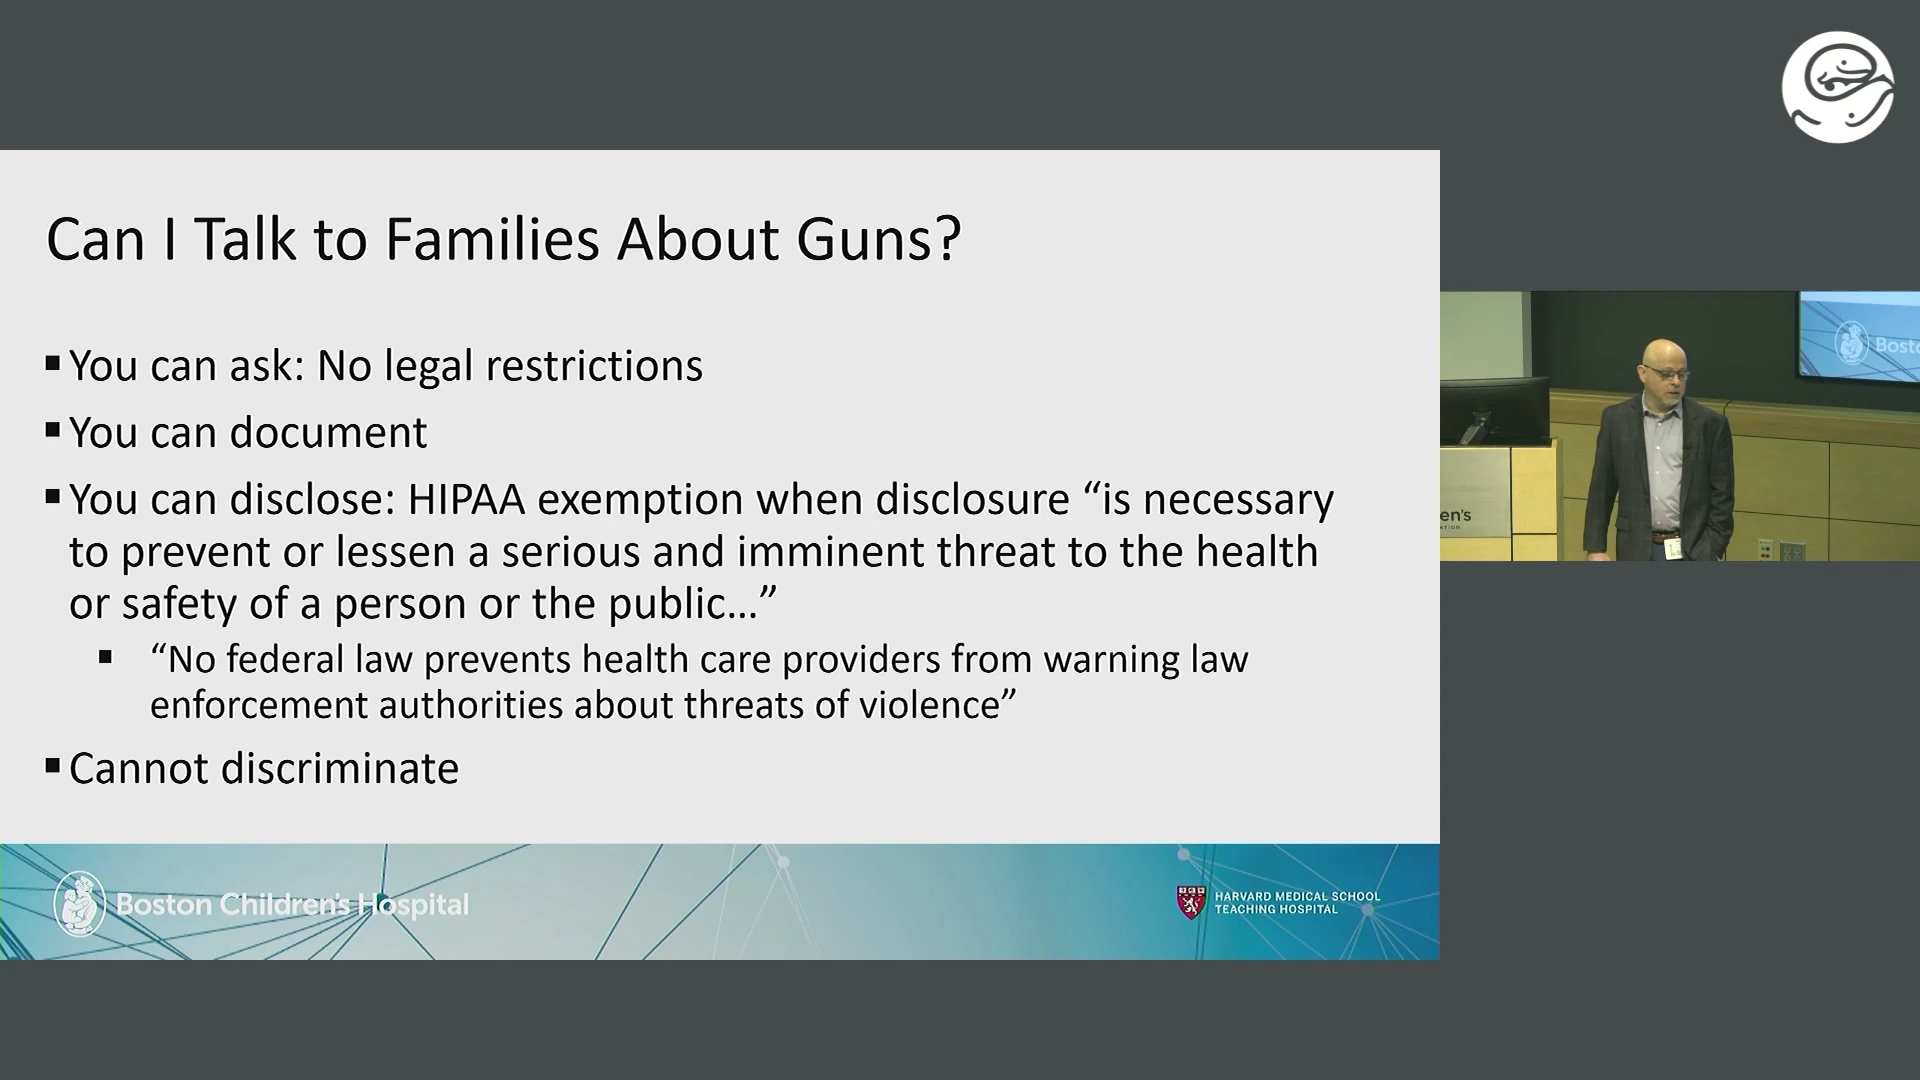 Can I Talk to Families About Guns?
▪You can ask: No legal restrictions
▪You can document
▪You can disclose: HIPAA exemption when disclosure “is necessary
to prevent or lessen a serious and imminent threat to the health
or safety of a person or the public…”
▪ “No federal law prevents health care providers from warning law
enforcement authorities about threats of violence”
▪Cannot discriminate
Boston Children's Hospital
HARVARD MEDICAL SCHOOL
TEACHING HOSPITAL
Bosto
en's